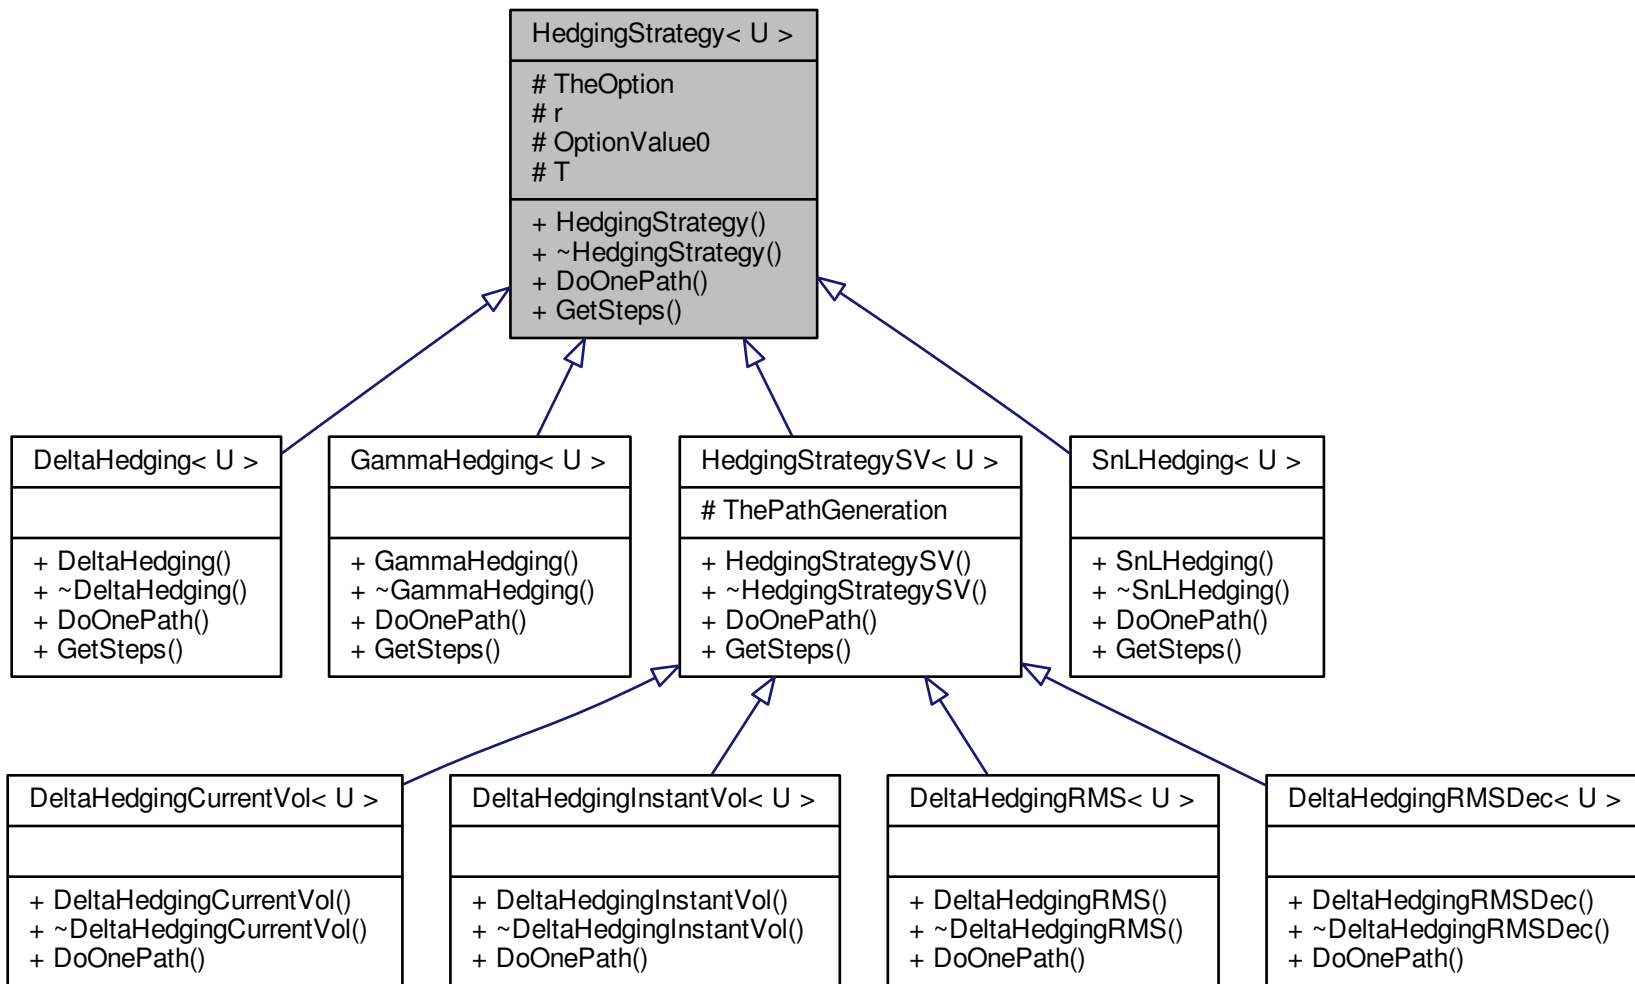 HedgingStrategy< U >
# TheOption
# r
# OptionValue0
# T
+ HedgingStrategy()
+ ~HedgingStrategy()
+ DoOnePath()
+ GetSteps()
DeltaHedging< U >
+ DeltaHedging()
+ ~DeltaHedging()
+ DoOnePath()
+ GetSteps()
GammaHedging< U >
+ GammaHedging()
+ ~GammaHedging()
+ DoOnePath()
+ GetSteps()
HedgingStrategySV< U >
# ThePathGeneration
+ HedgingStrategySV()
+ ~HedgingStrategySV()
+ DoOnePath()
+ GetSteps()
SnLHedging< U >
+ SnLHedging()
+ ~SnLHedging()
+ DoOnePath()
+ GetSteps()
DeltaHedgingCurrentVol< U >
+ DeltaHedgingCurrentVol()
+ ~DeltaHedgingCurrentVol()
+ DoOnePath()
DeltaHedgingInstantVol< U >
+ DeltaHedgingInstantVol()
+ ~DeltaHedgingInstantVol()
+ DoOnePath()
DeltaHedgingRMS< U >
+ DeltaHedgingRMS()
+ ~DeltaHedgingRMS()
+ DoOnePath()
DeltaHedgingRMSDec< U >
+ DeltaHedgingRMSDec()
+ ~DeltaHedgingRMSDec()
+ DoOnePath()